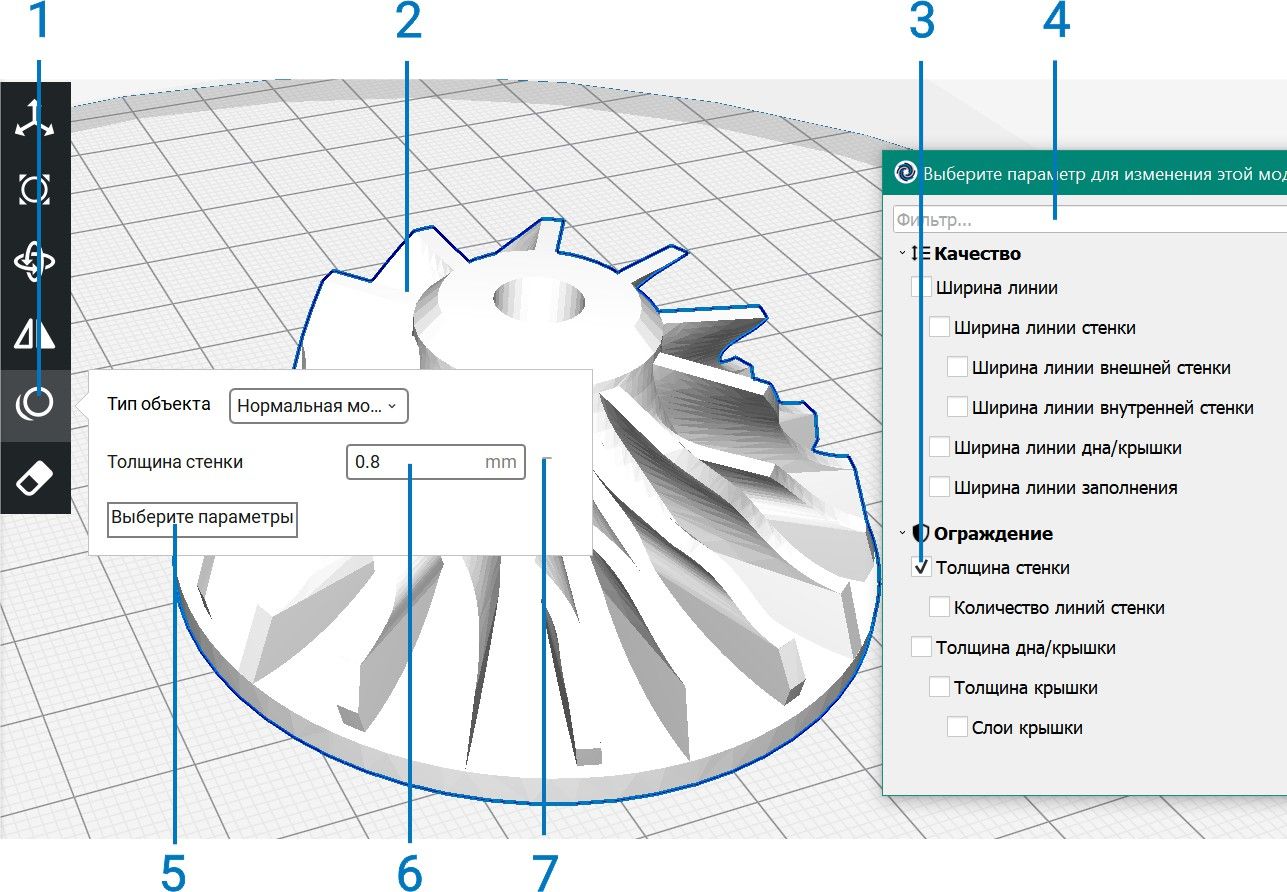 1
2
3
4
Выберите параметр для изменения этой мод
Фильтр...
Качество
Ширина линии
Ширина линии стенки
Ширина линии внешней стенки
Ширина линии внутренней стенки
Ширина линии дна/крышки
Ширина линии заполнения
Ограждение
Толщина стенки
Количество линий стенки
Толщина дна/крышки
Толщина крышки
Слои крышки
Тип объекта
Нормальная мо...
Толщина стенки
0.8 mm
Выберите параметры
5
6
7